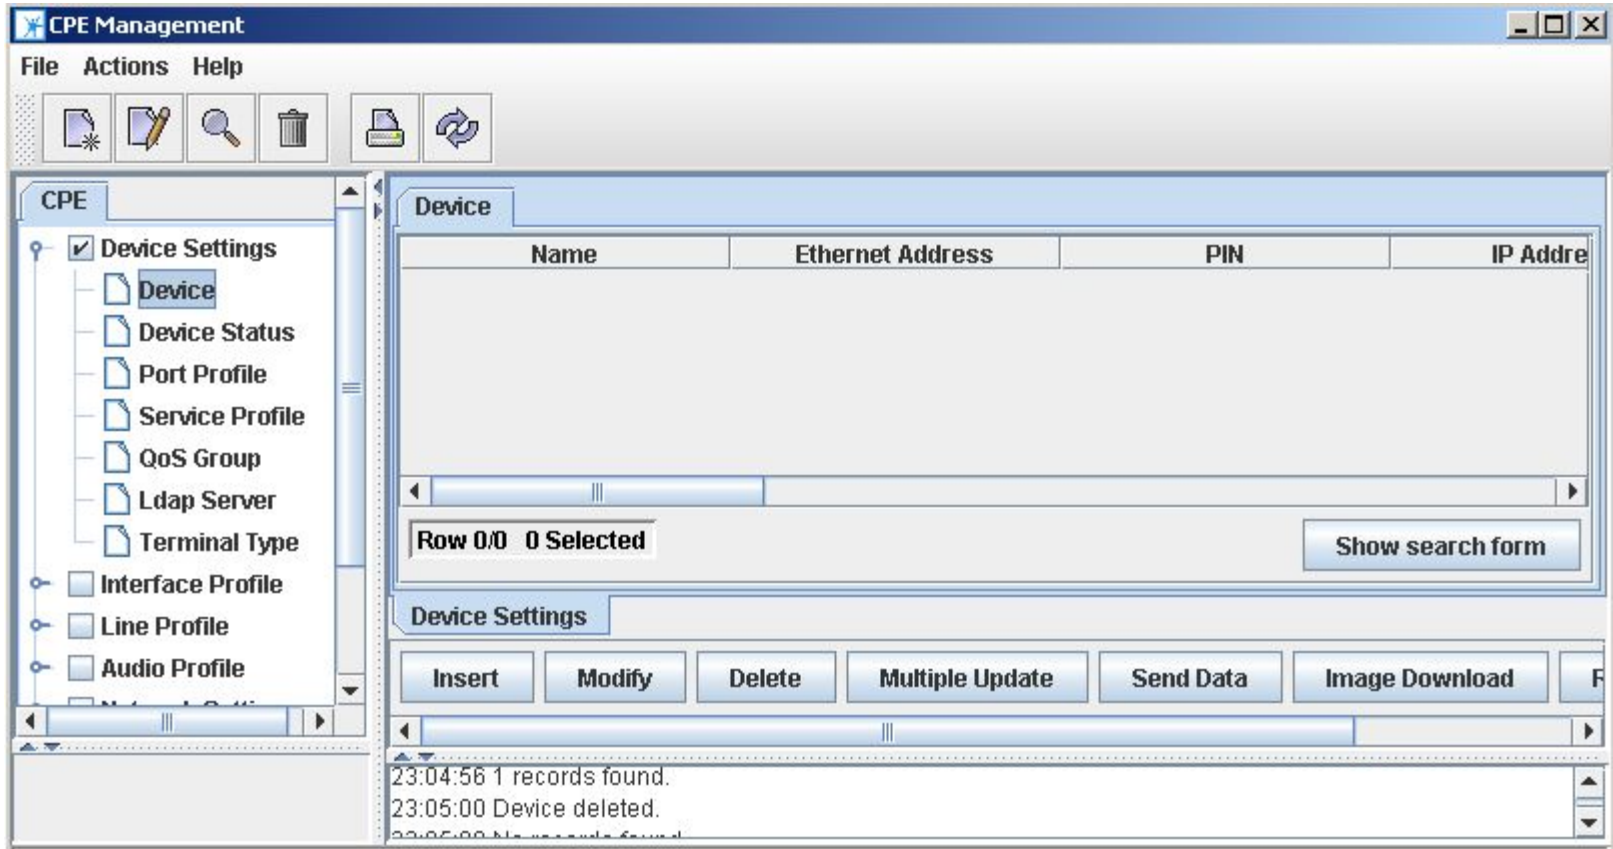 CPE Management
File Actions Help
CPE
Device Settings
Device
Device Status
Port Profile
Service Profile
QoS Group
Ldap Server
Terminal Type
Interface Profile
Line Profile
Audio Profile
Device
Name Ethernet Address PIN IP Addre
Row 0/0 0 Selected
Show search form
Device Settings
Insert Modify Delete Multiple Update Send Data Image Download
23:04:56 1 records found.
23:05:00 Device deleted.